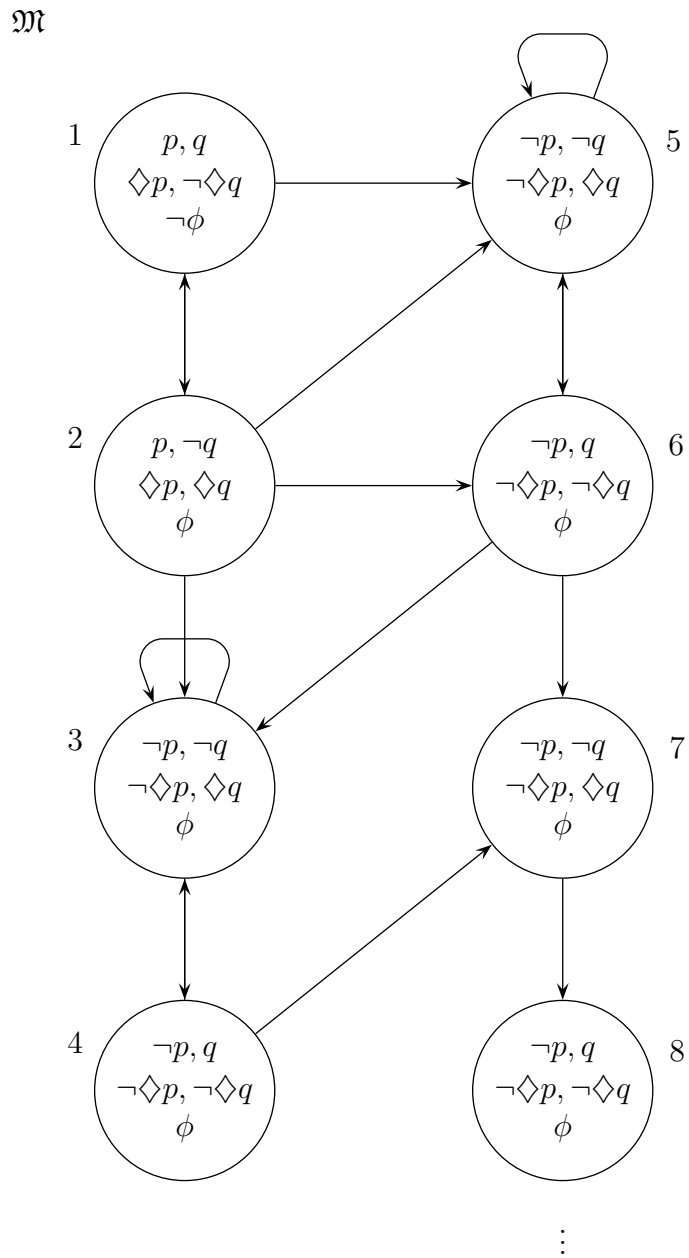 𝔐
1
p, q
◇p, ¬◇q
¬ϕ
5
¬p, ¬q
¬◇p, ◇q
ϕ
2
p, ¬q
◇p, ◇q
ϕ
6
¬p, q
¬◇p, ¬◇q
ϕ
3
¬p, ¬q
¬◇p, ◇q
ϕ
7
¬p, ¬q
¬◇p, ◇q
ϕ
4
¬p, q
¬◇p, ¬◇q
ϕ
8
¬p, q
¬◇p, ¬◇q
ϕ
⋮